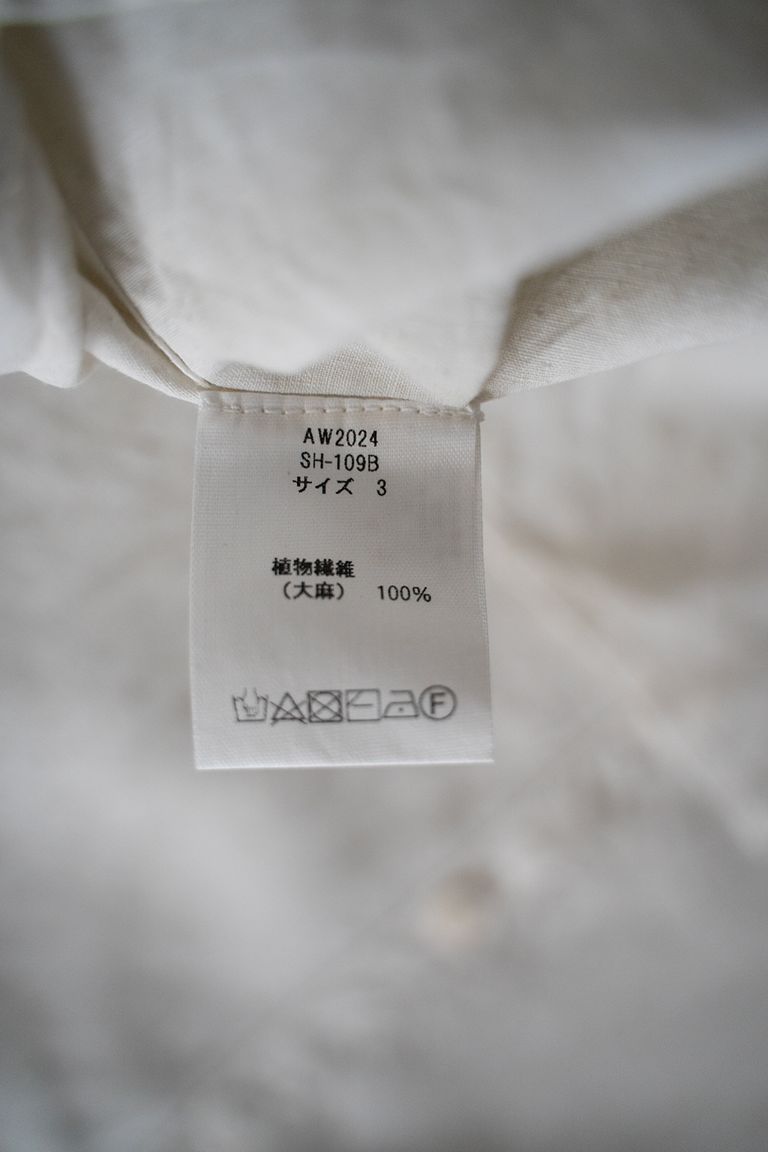 AW2024
SH-109B
サイズ 3
植物繊維
（大麻） 100%
F